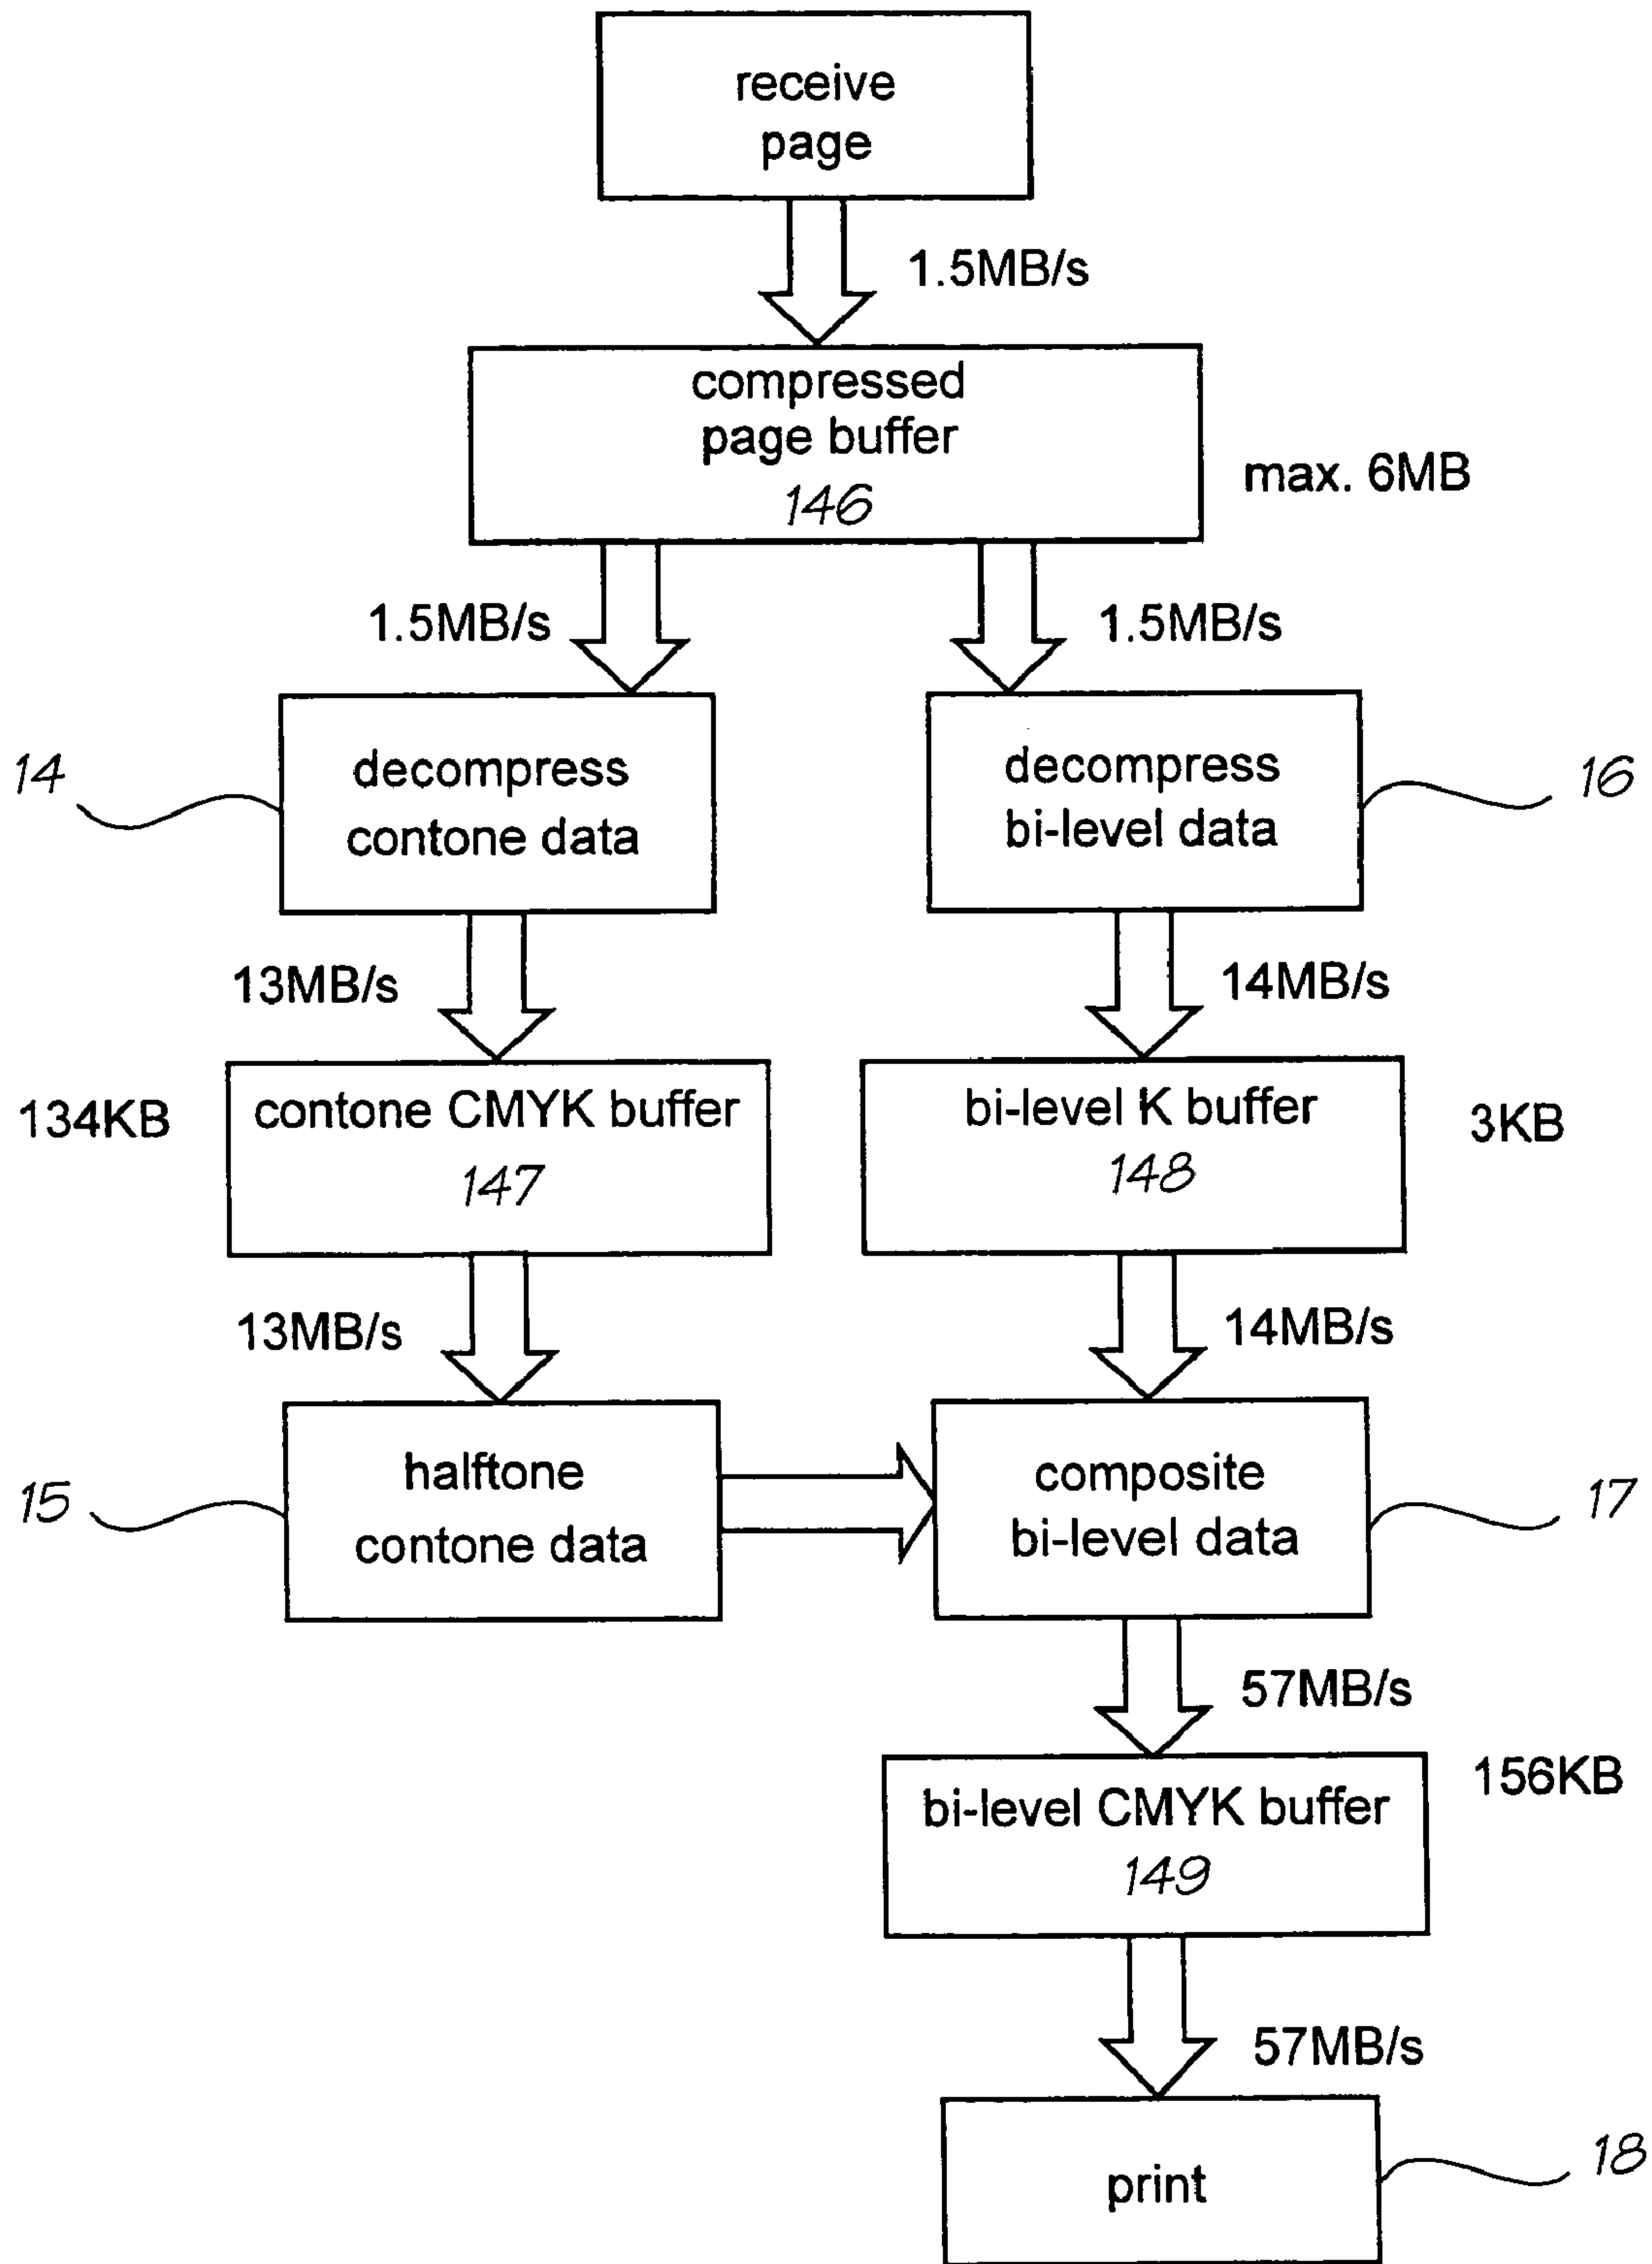 receive
page
1.5MB/s
compressed
page buffer
146
max. 6MB
1.5MB/s
1.5MB/s
14
decompress
contone data
decompress
bi-level data
16
13MB/s
14MB/s
134KB
contone CMYK buffer
147
bi-level K buffer
148
3KB
13MB/s
14MB/s
15
halftone
contone data
composite
bi-level data
17
57MB/s
bi-level CMYK buffer
149
156KB
57MB/s
print
18